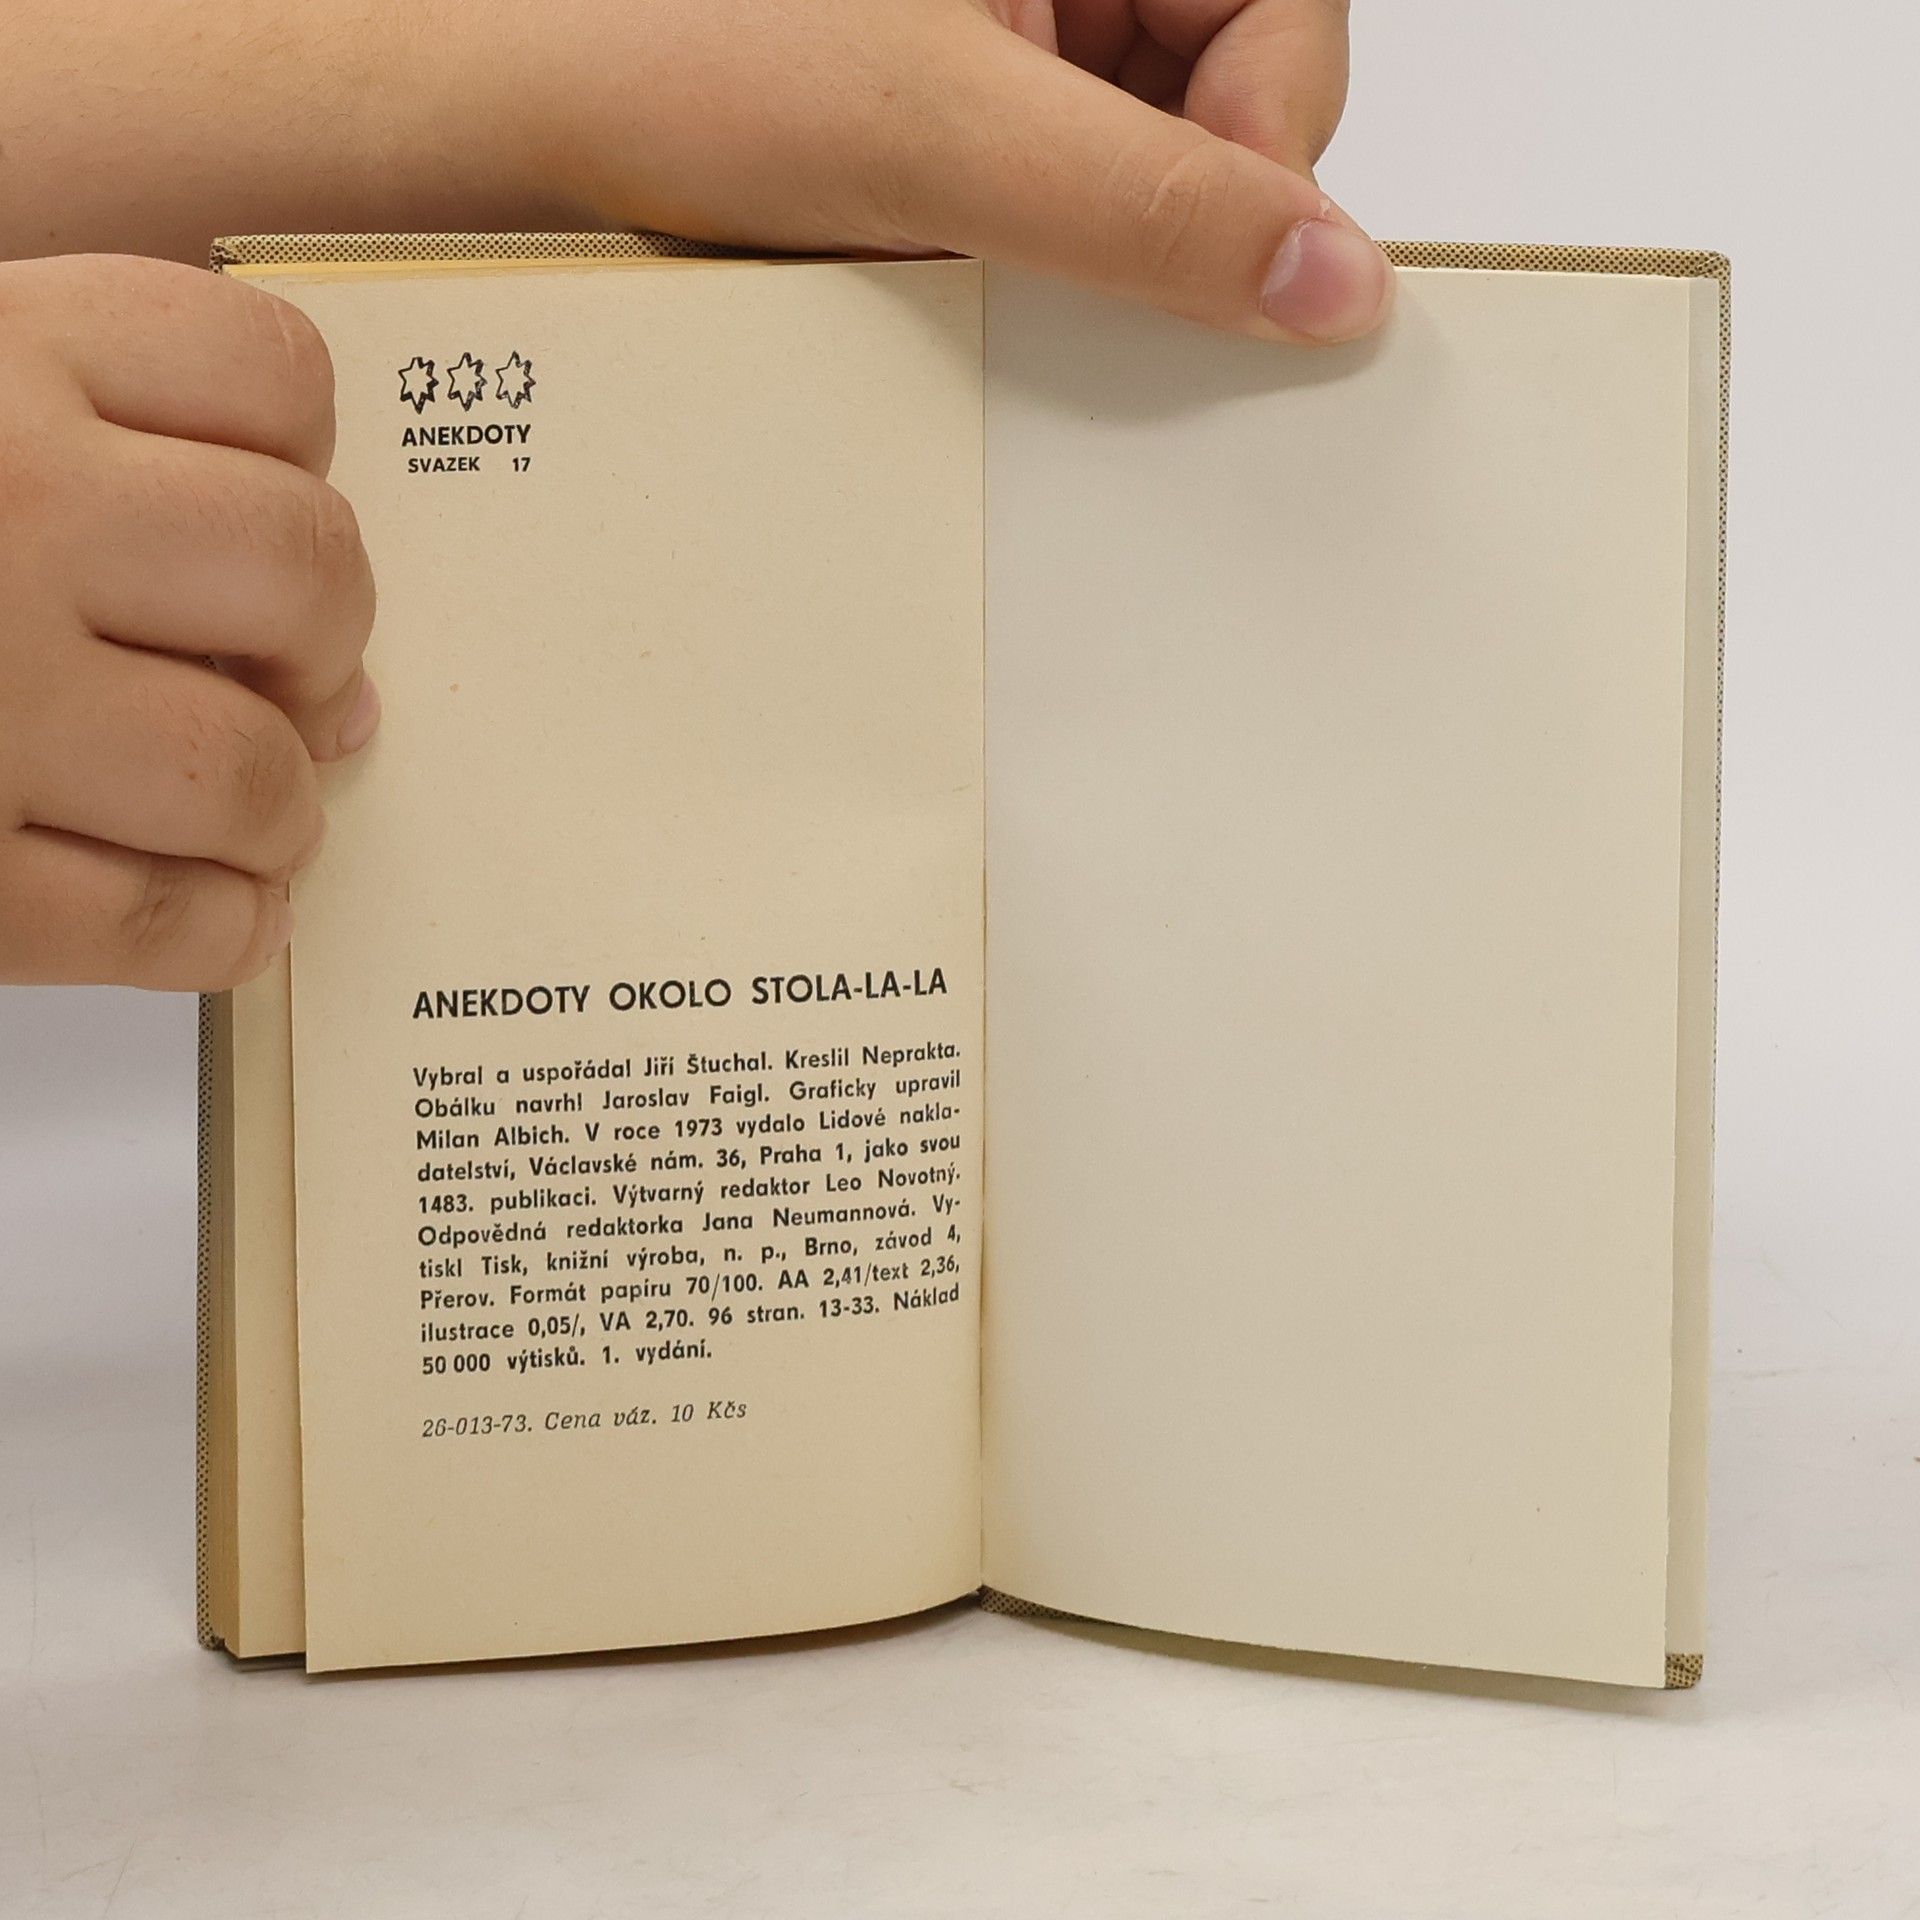 ANEKDOTY
SVAZEK 17
ANEKDOTY OKOLO STOLA-LA-LA
Vybral a uspořádal Jiří Štuchal. Kreslil Neprakta.
Obálku navrhl Jaroslav Faigl. Graficky upravil
Milan Albich. V roce 1973 vydalo Lidové nakla-
datelství, Václavské nám. 36, Praha 1, jako svou
1483. publikaci. Výtvarný redaktor Leo Novotný.
Odpovědná redaktorka Jana Neumannová. Vy-
tiskl Tisk, knižní výroba, n. p., Brno, závod 4,
Přerov. Formát papíru 70/100. AA 2,41/text 2,36,
ilustrace 0,05/, VA 2,70. 96 stran. 13-33. Náklad
50 000 výtisků. 1. vydání.
26-013-73. Cena váz. 10 Kčs